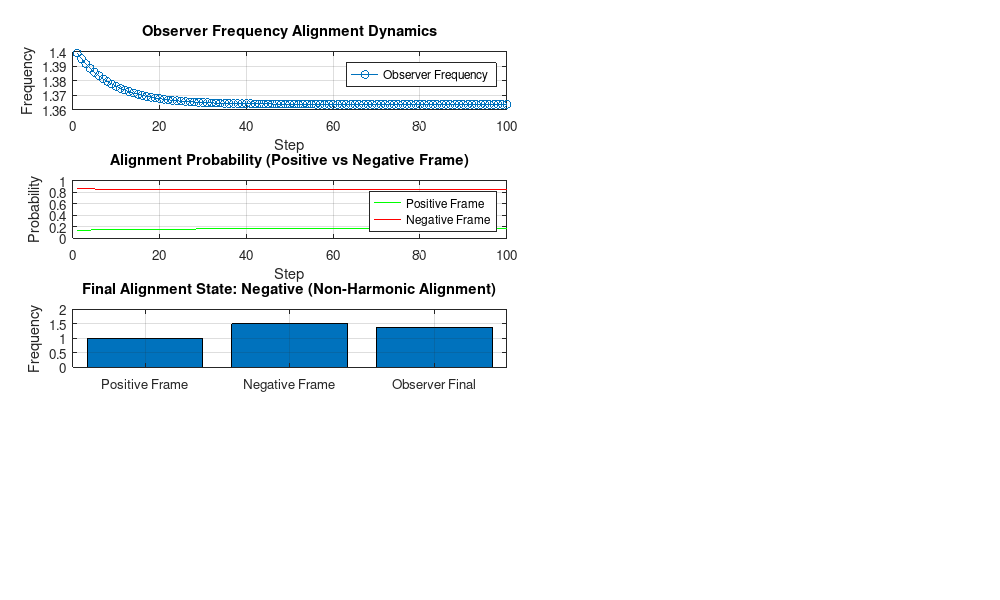 Observer Frequency Alignment Dynamics
Frequency
1.4
1.39
1.38
1.37
1.36
Observer Frequency
0 20 40 60 80 100
Step
Alignment Probability (Positive vs Negative Frame)
Probability
1
0.8
0.6
0.4
0.2
0
Positive Frame
Negative Frame
0 20 40 60 80 100
Step
Final Alignment State: Negative (Non-Harmonic Alignment)
Frequency
2
1.5
1
0.5
0
Positive Frame Negative Frame Observer Final